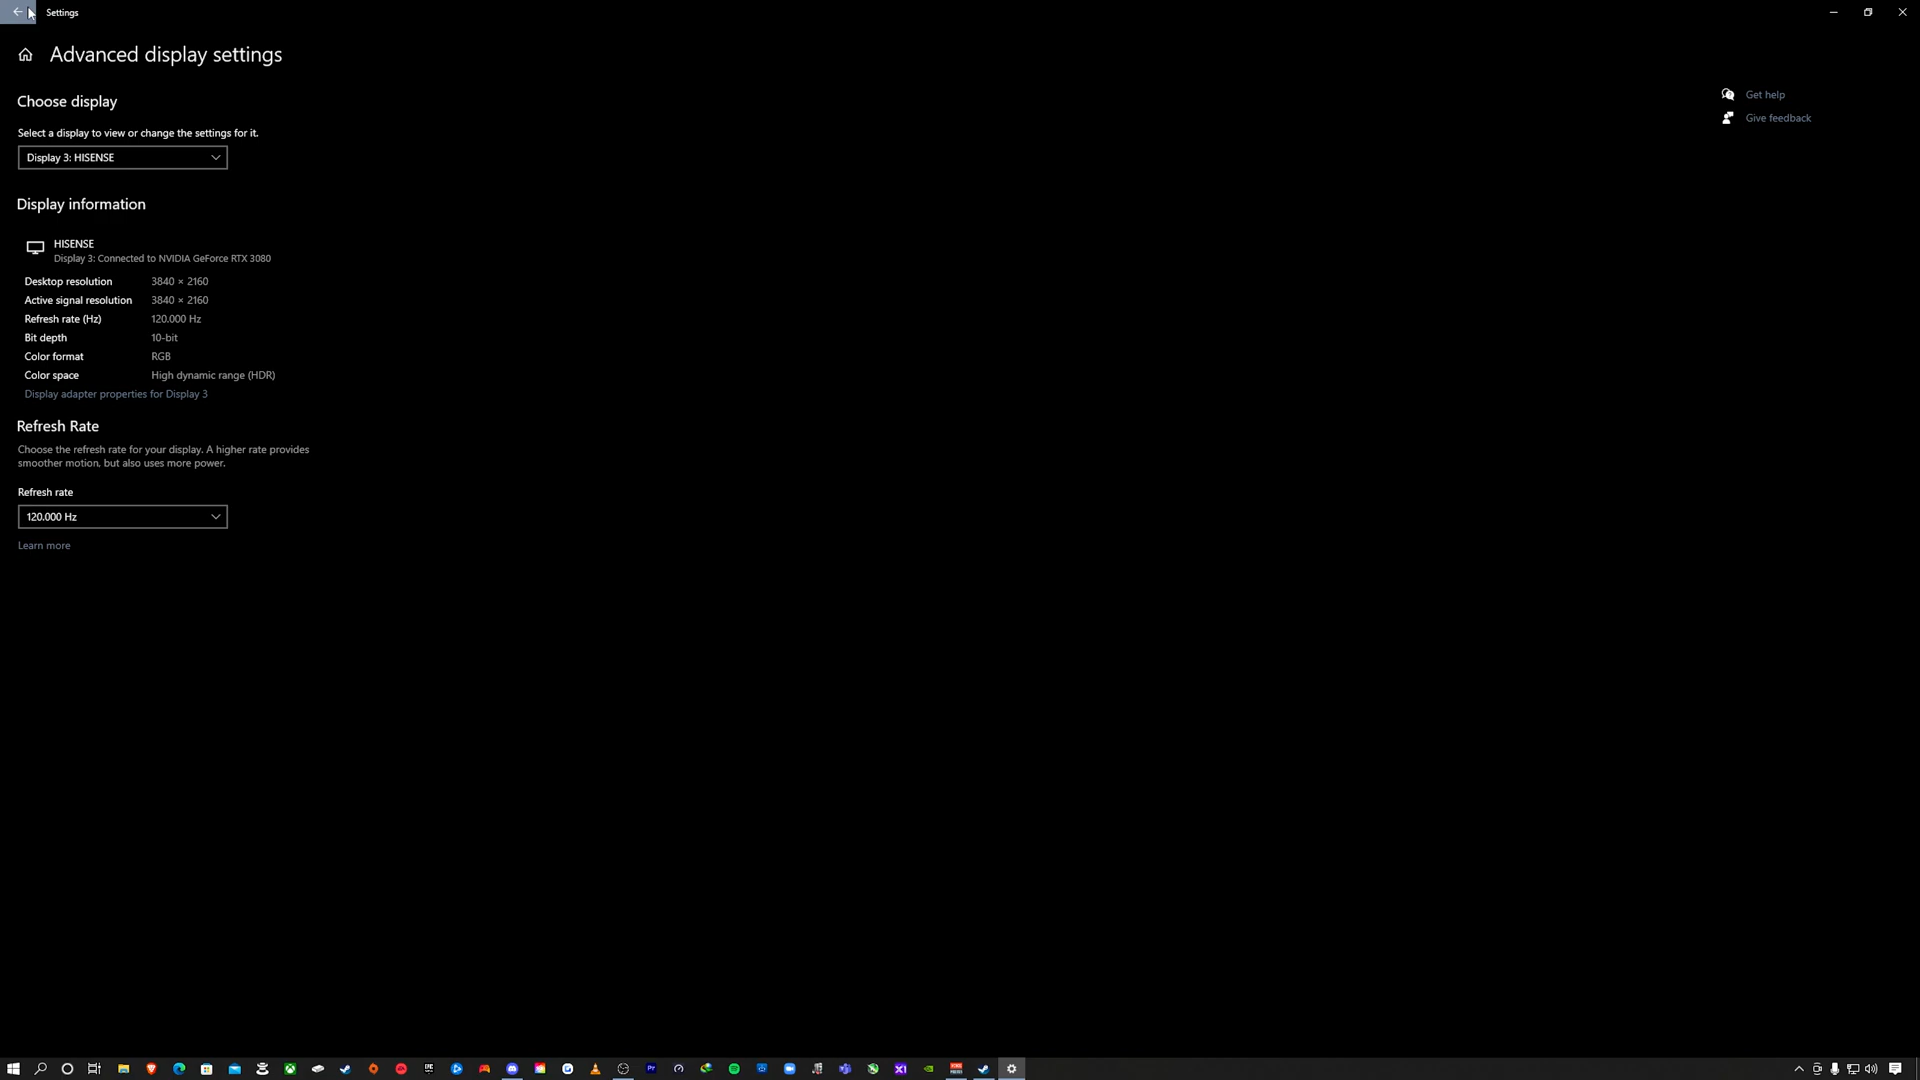 Settings
Advanced display settings
Choose display
Select a display to view or change the settings for it.
Display 3: HISENSE
Display information
HISENSE
Display 3: Connected to NVIDIA GeForce RTX 3080
Desktop resolution 3840 × 2160
Active signal resolution 3840 × 2160
Refresh rate (Hz) 120.000 Hz
Bit depth 10-bit
Color format RGB
Color space High dynamic range (HDR)
Display adapter properties for Display 3
Refresh Rate
Choose the refresh rate for your display. A higher rate provides
smoother motion, but also uses more power.
Refresh rate
120.000 Hz
Learn more
Get help
Give feedback
Pr
X1